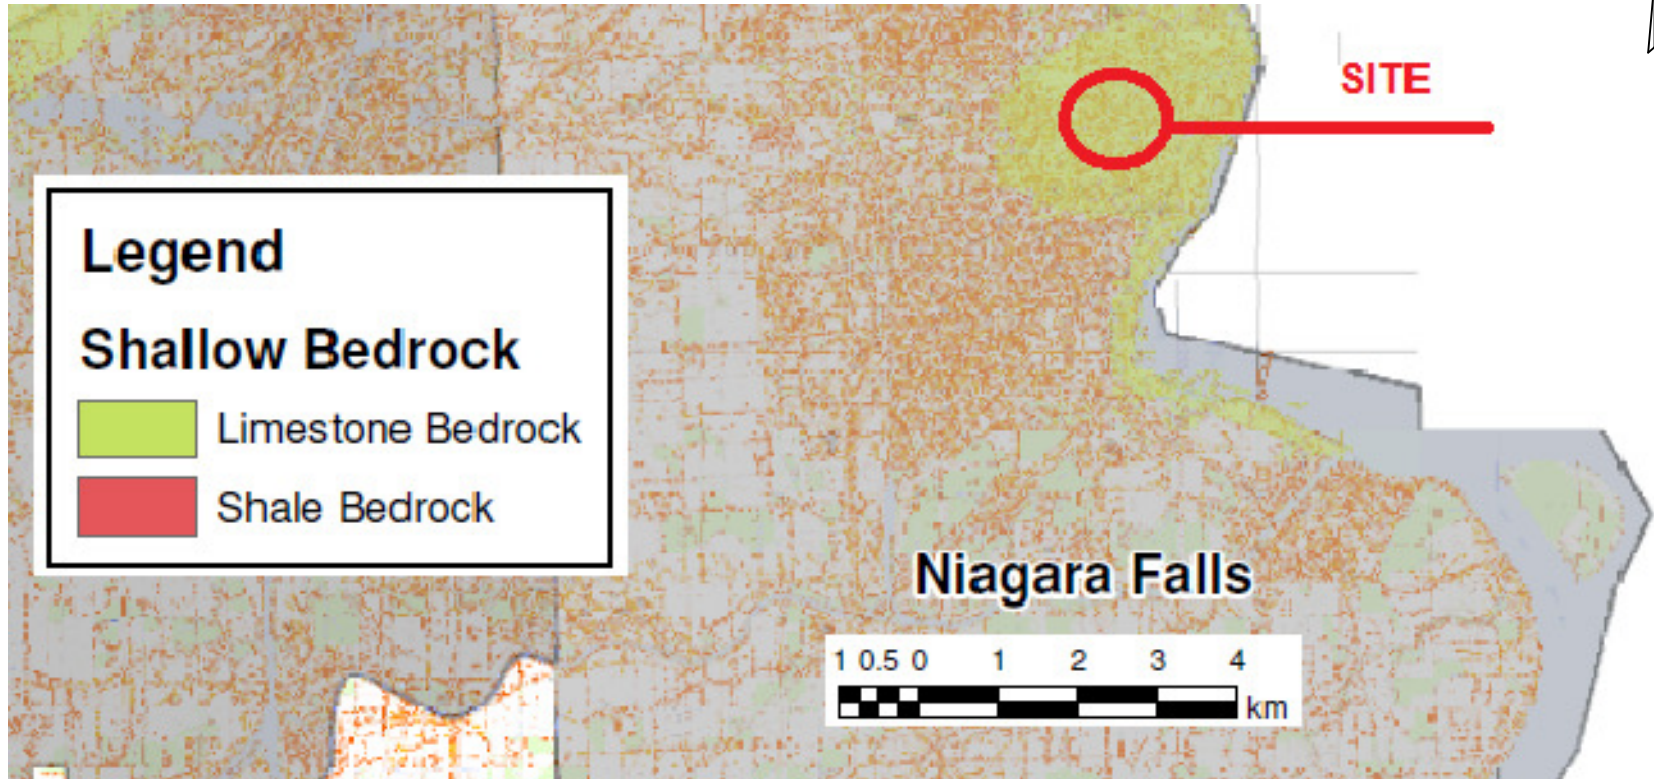 SITE
Legend
Shallow Bedrock
Limestone Bedrock
Shale Bedrock
Niagara Falls
1 0.5 0 1 2 3 4
km